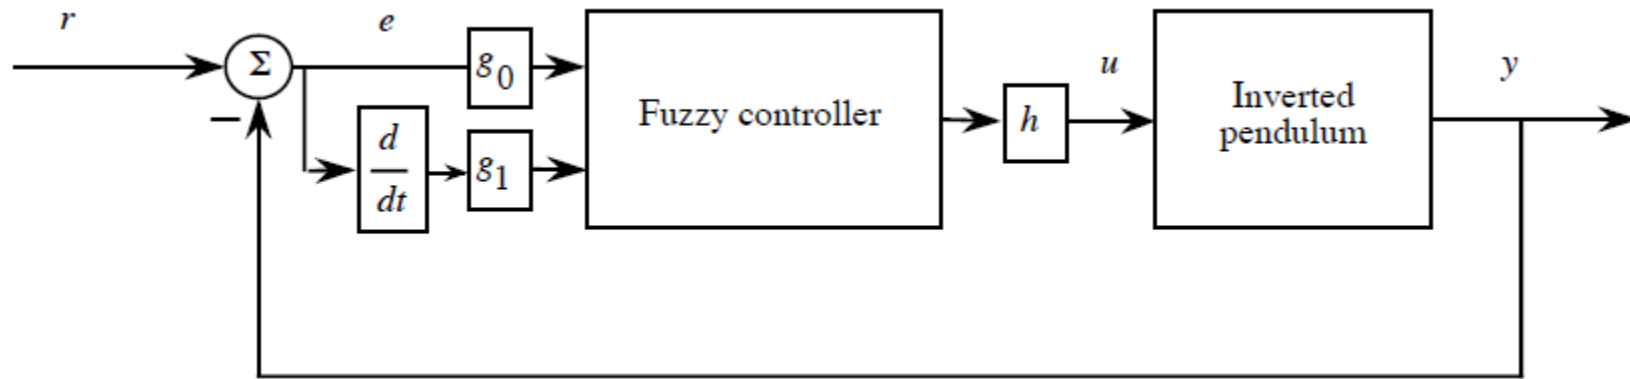 r
e
Σ
−
g0
d
dt
g1
Fuzzy controller
h
u
Inverted
pendulum
y